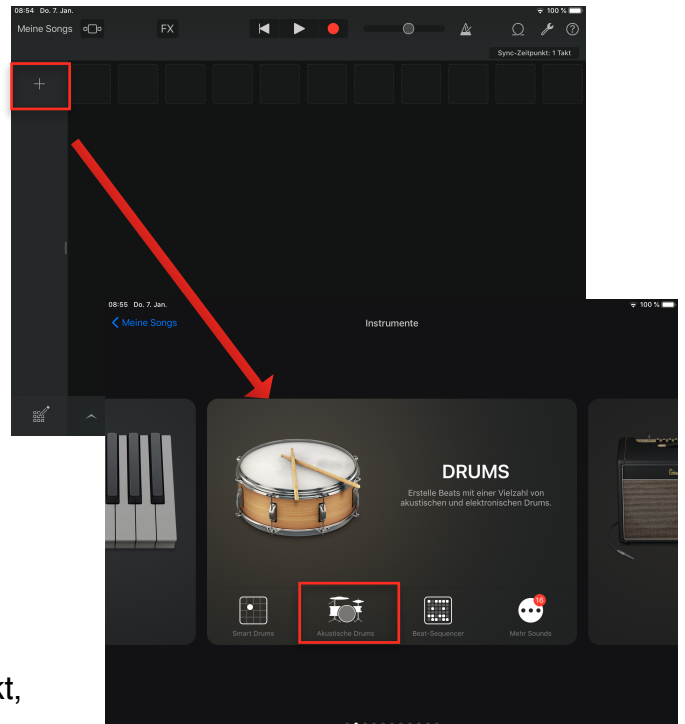 08:54 Do. 7. Jan.
100 %
Meine Songs
FX
Sync-Zeitpunkt: 1 Takt
08:55 Do. 7. Jan.
100 %
Meine Songs
Instrumente
DRUMS
Erstelle Beats mit einer Vielzahl von
akustischen und elektronischen Drums.
16
Smart Drums
Akustische Drums
Beat-Sequencer
Mehr Sounds
kt,